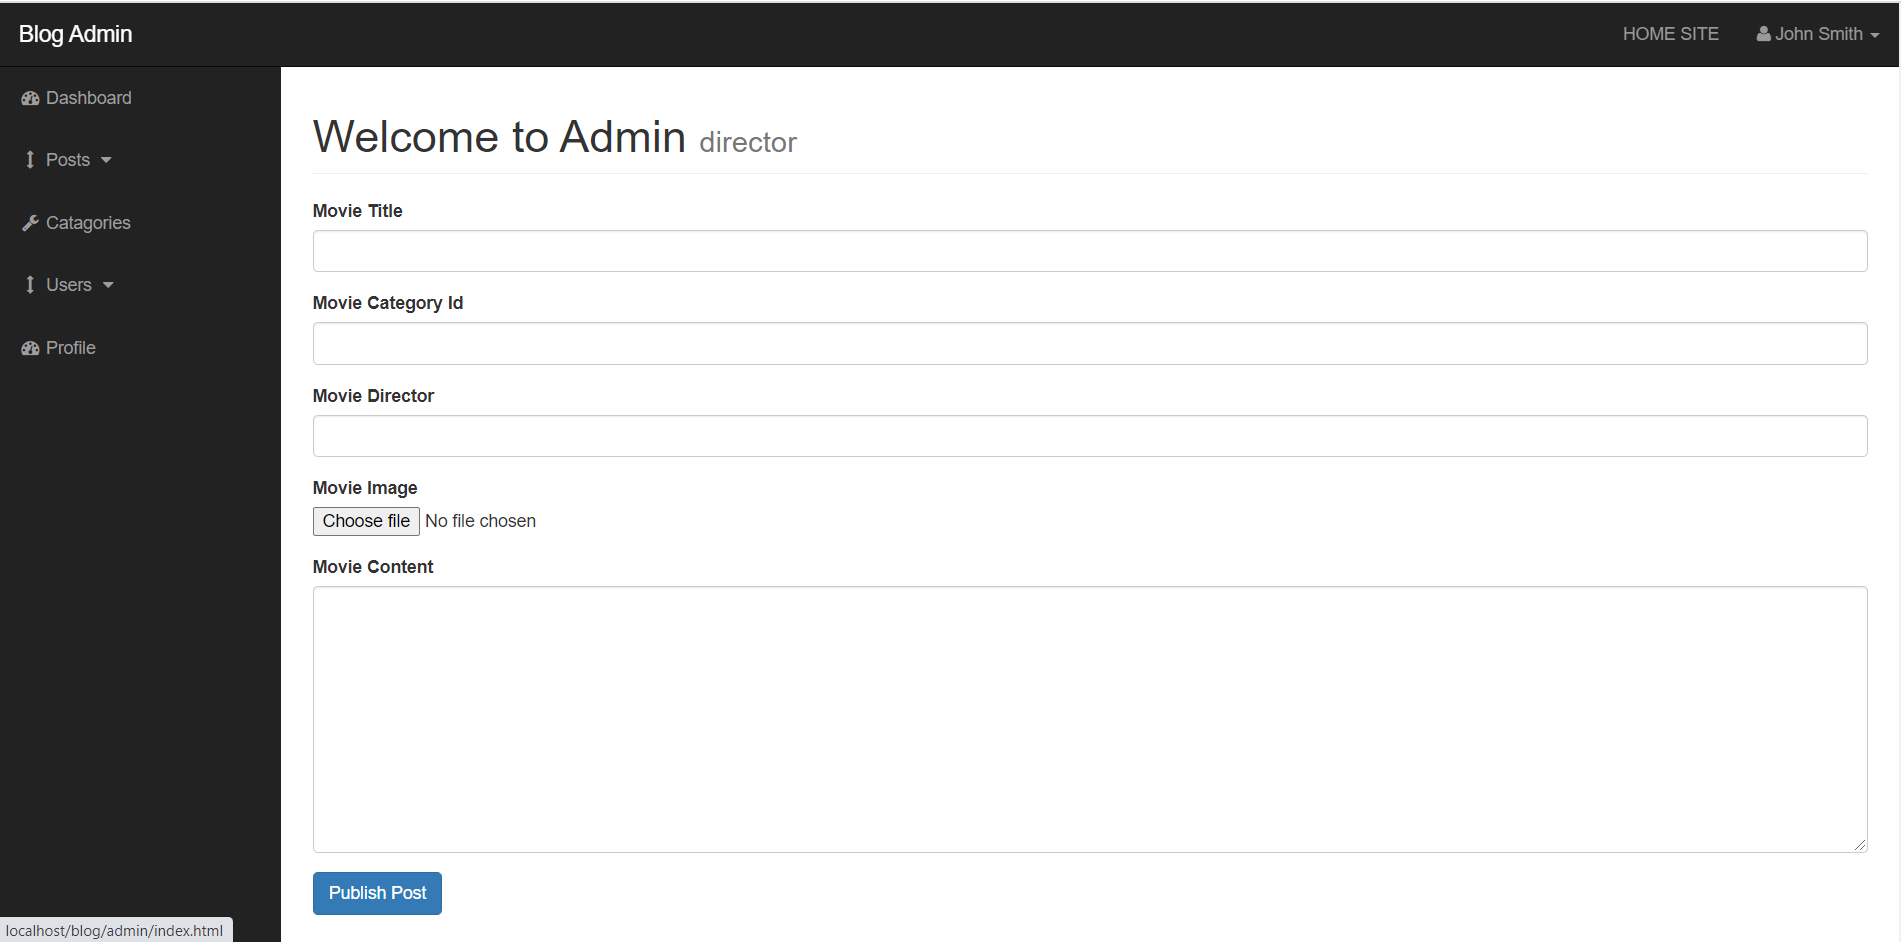 Blog Admin
HOME SITE
John Smith
Dashboard
Posts
Catagories
Users
Profile
Welcome to Admin director
Movie Title
Movie Category Id
Movie Director
Movie Image
Choose file No file chosen
Movie Content
Publish Post
localhost/blog/admin/index.html